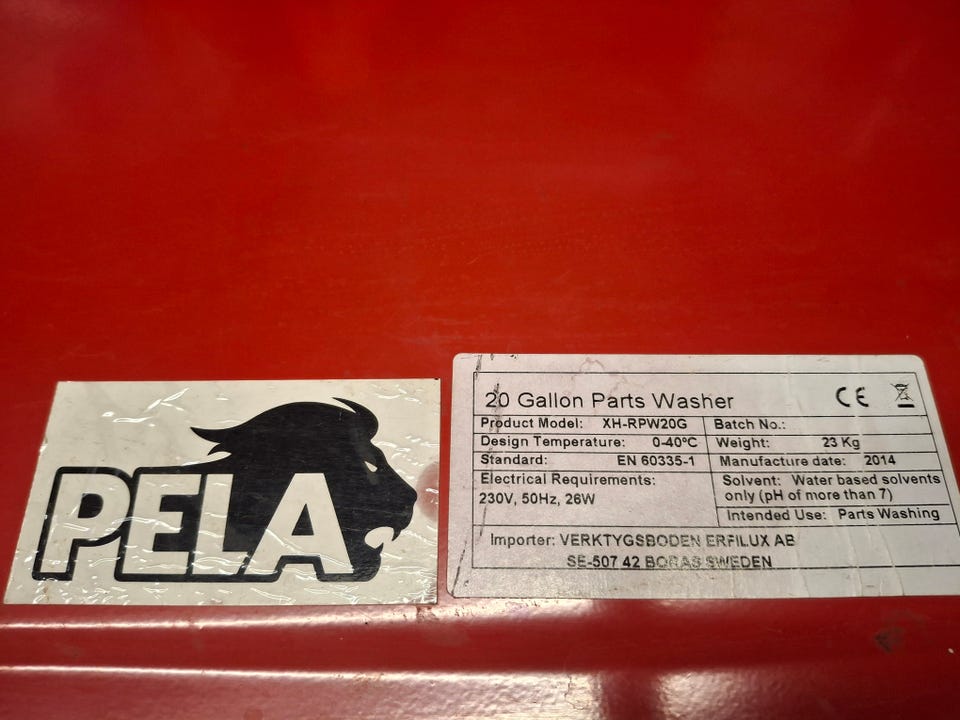 PELA
20 Gallon Parts Washer CE
Product Model: XH-RPW20G Batch No.:
Design Temperature: 0-40°C Weight: 23 Kg
Standard: EN 60335-1 Manufacture date: 2014
Electrical Requirements:
230V, 50Hz, 26W
Solvent: Water based solvents
only (pH of more than 7)
Intended Use: Parts Washing
Importer: VERKTYGSBODEN ERFILUX AB
SE-507 42 BORAS SWEDEN